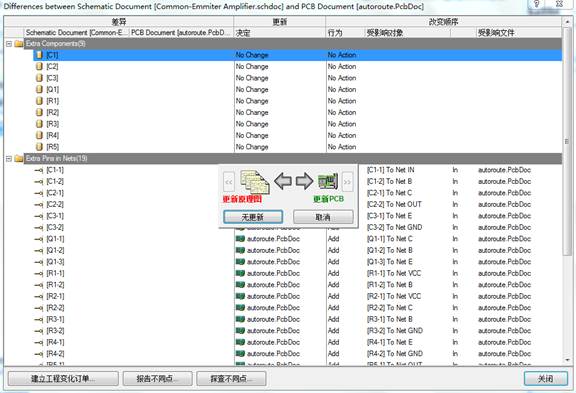 Differences between Schematic Document [Common-Emmiter Amplifier.schdoc] and PCB Document [autoroute.PcbDoc]
差异 更新 改变顺序
Schematic Document [Common-E... PCB Document [autoroute.PcbD... 决定 行为 受影响对象 受影响文件
Extra Components(9)
[C1] No Change No Action
[C2] No Change No Action
[C3] No Change No Action
[Q1] No Change No Action
[R1] No Change No Action
[R2] No Change No Action
[R3] No Change No Action
[R4] No Change No Action
[R5] No Change No Action
Extra Pins in Nets(19)
[C1-1] [C1-1] To Net IN In autoroute.PcbDoc
[C1-2] [C1-2] To Net B In autoroute.PcbDoc
[C2-1] [C2-1] To Net C In autoroute.PcbDoc
[C2-2] [C2-2] To Net OUT In autoroute.PcbDoc
更新原理图 更新PCB
[C3-1] [C3-1] To Net E In autoroute.PcbDoc
无更新 取消
[C3-2] [C3-2] To Net GND In autoroute.PcbDoc
[Q1-1] autoroute.PcbDoc Add [Q1-1] To Net C In autoroute.PcbDoc
[Q1-2] autoroute.PcbDoc Add [Q1-2] To Net B In autoroute.PcbDoc
[Q1-3] autoroute.PcbDoc Add [Q1-3] To Net E In autoroute.PcbDoc
[R1-1] autoroute.PcbDoc Add [R1-1] To Net VCC In autoroute.PcbDoc
[R1-2] autoroute.PcbDoc Add [R1-2] To Net B In autoroute.PcbDoc
[R2-1] autoroute.PcbDoc Add [R2-1] To Net VCC In autoroute.PcbDoc
[R2-2] autoroute.PcbDoc Add [R2-2] To Net C In autoroute.PcbDoc
[R3-1] autoroute.PcbDoc Add [R3-1] To Net B In autoroute.PcbDoc
[R3-2] autoroute.PcbDoc Add [R3-2] To Net GND In autoroute.PcbDoc
[R4-1] autoroute.PcbDoc Add [R4-1] To Net E In autoroute.PcbDoc
[R4-2] autoroute.PcbDoc Add [R4-2] To Net GND In autoroute.PcbDoc
建立工程变化订单... 报告不同点... 探查不同点... 关闭